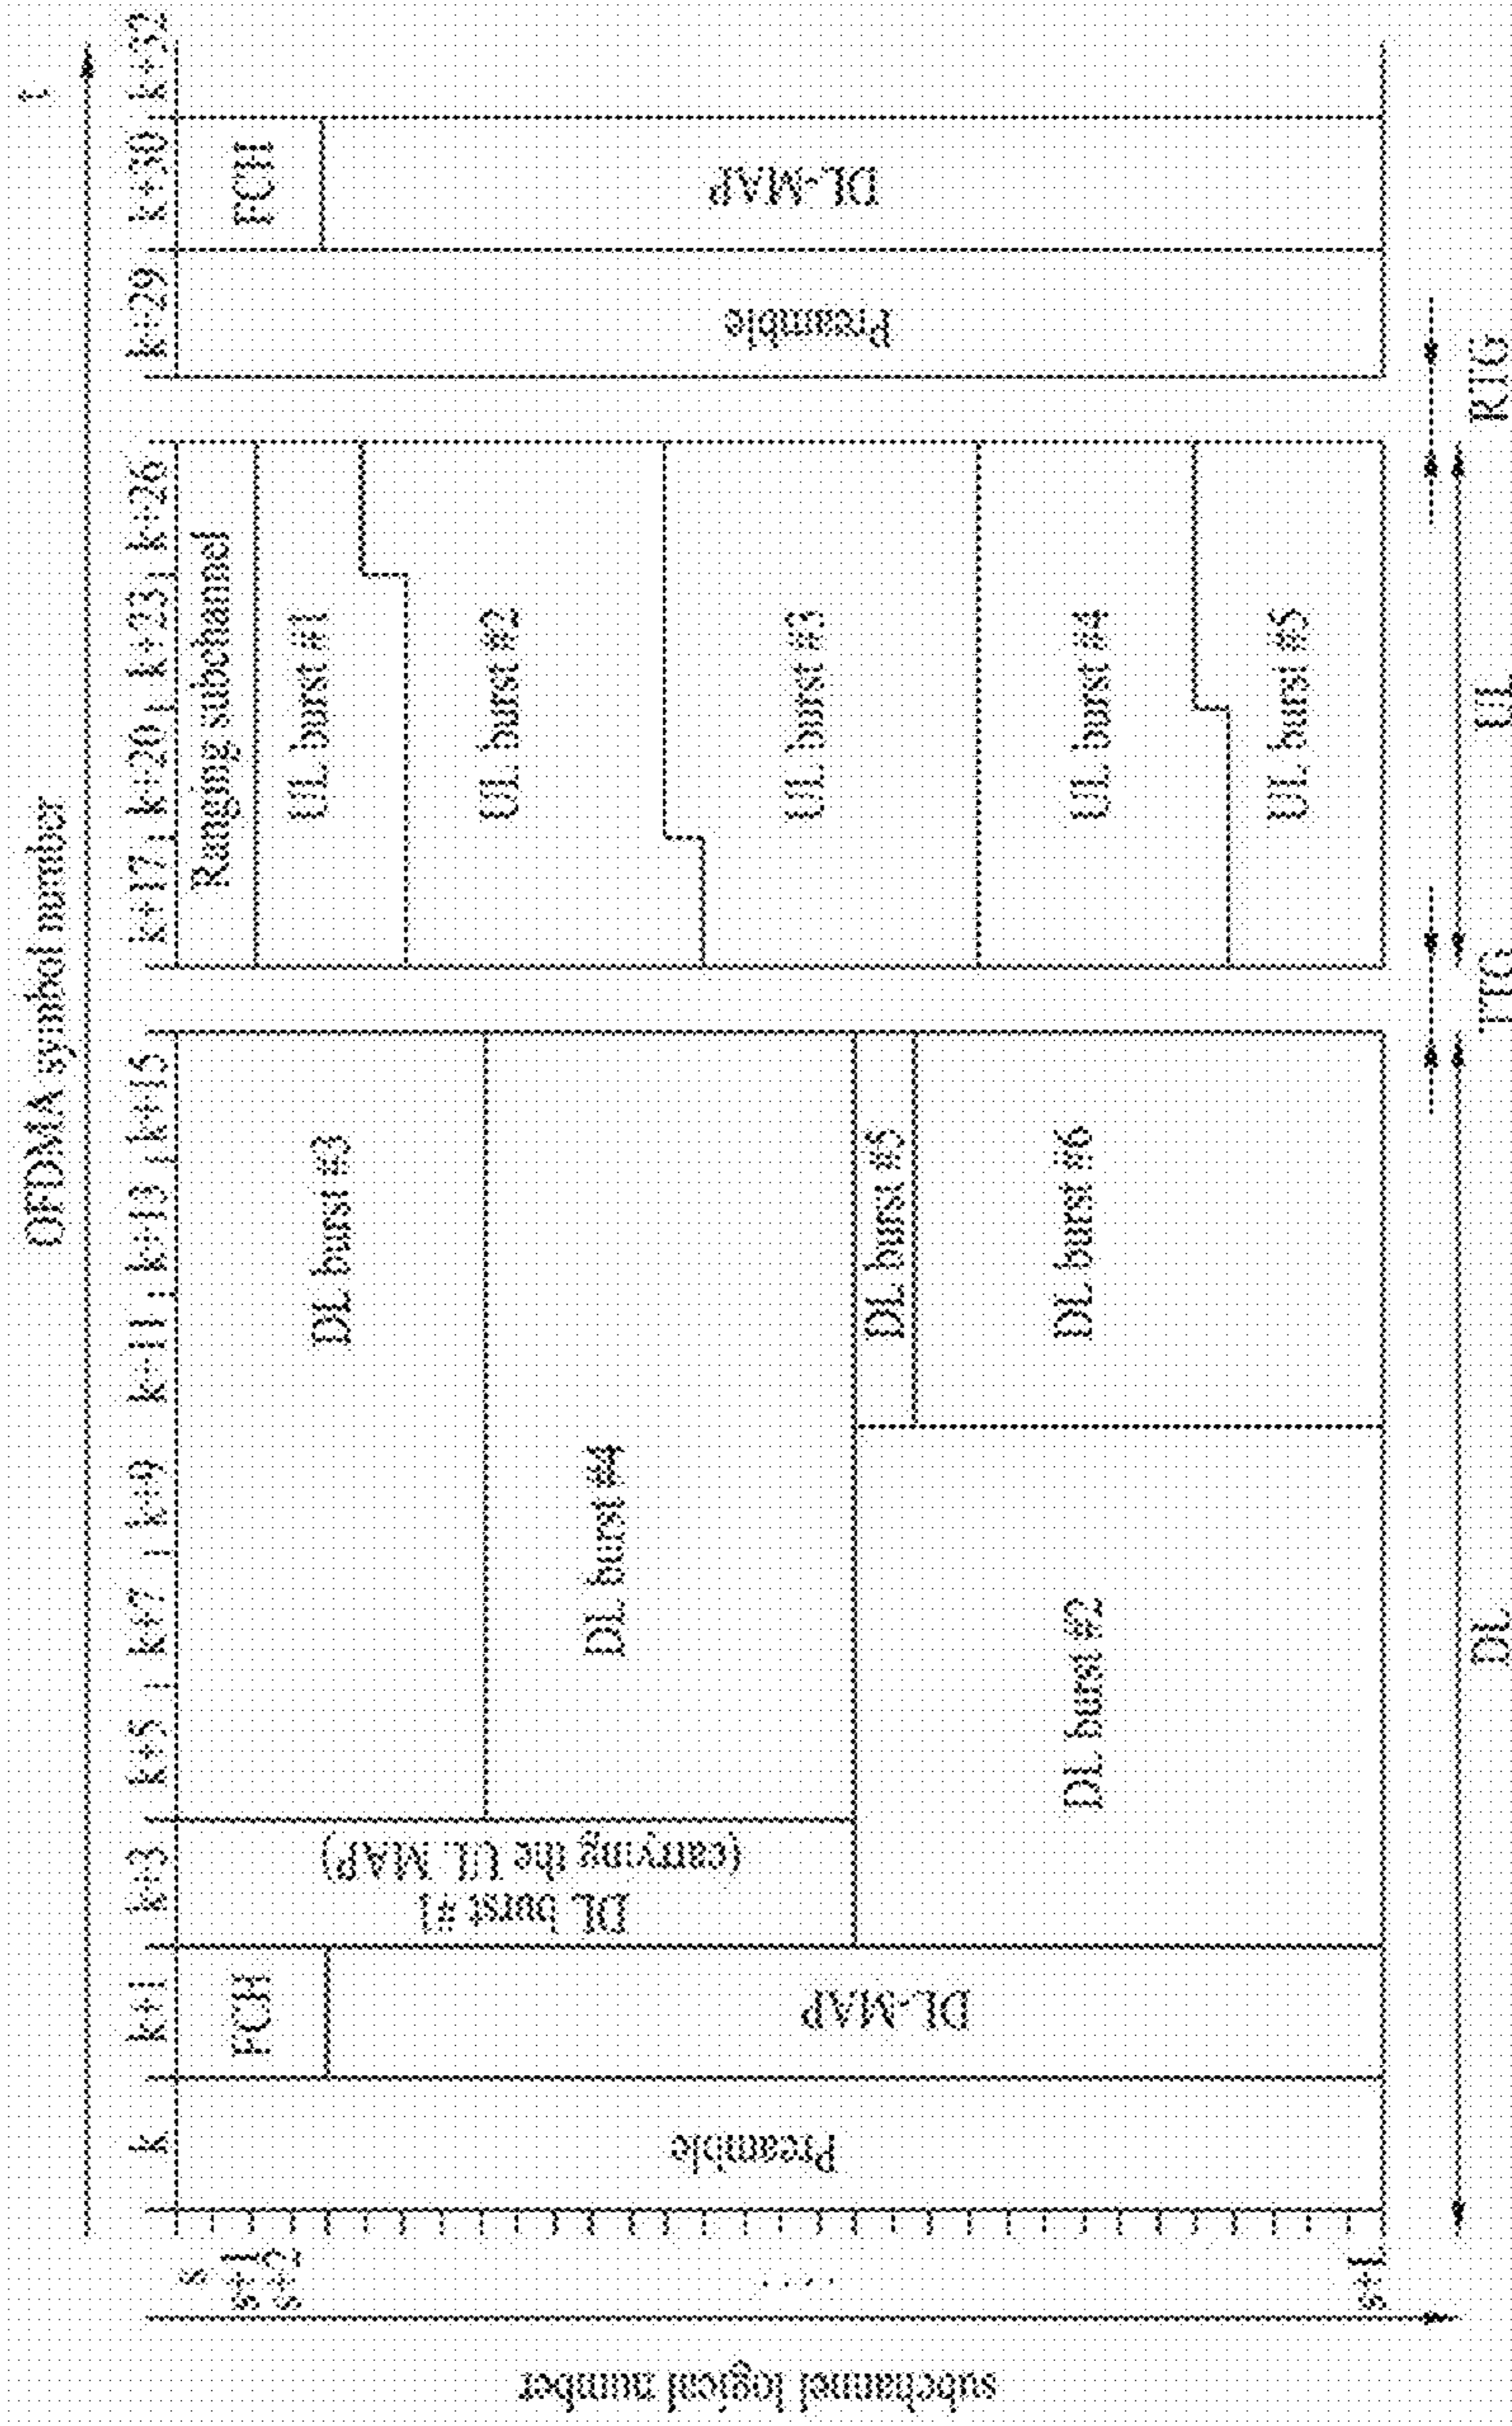 OFDMA symbol number
t
k k+1 k+3 k+5 k+7 k+9 k+11 k+13 k+15 k+17 k+20 k+23 k+26 k+29 k+30 k+32
subchannel logical number
s
s+1
s+2
....
s+L
Preamble
FCH
DL-MAP
DL burst #1
(carrying the UL MAP)
DL burst #3
DL burst #4
DL burst #2
DL burst #5
DL burst #6
Ranging subchannel
UL burst #1
UL burst #2
UL burst #3
UL burst #4
UL burst #5
Preamble
FCH
DL-MAP
DL
TTG
UL
RTG